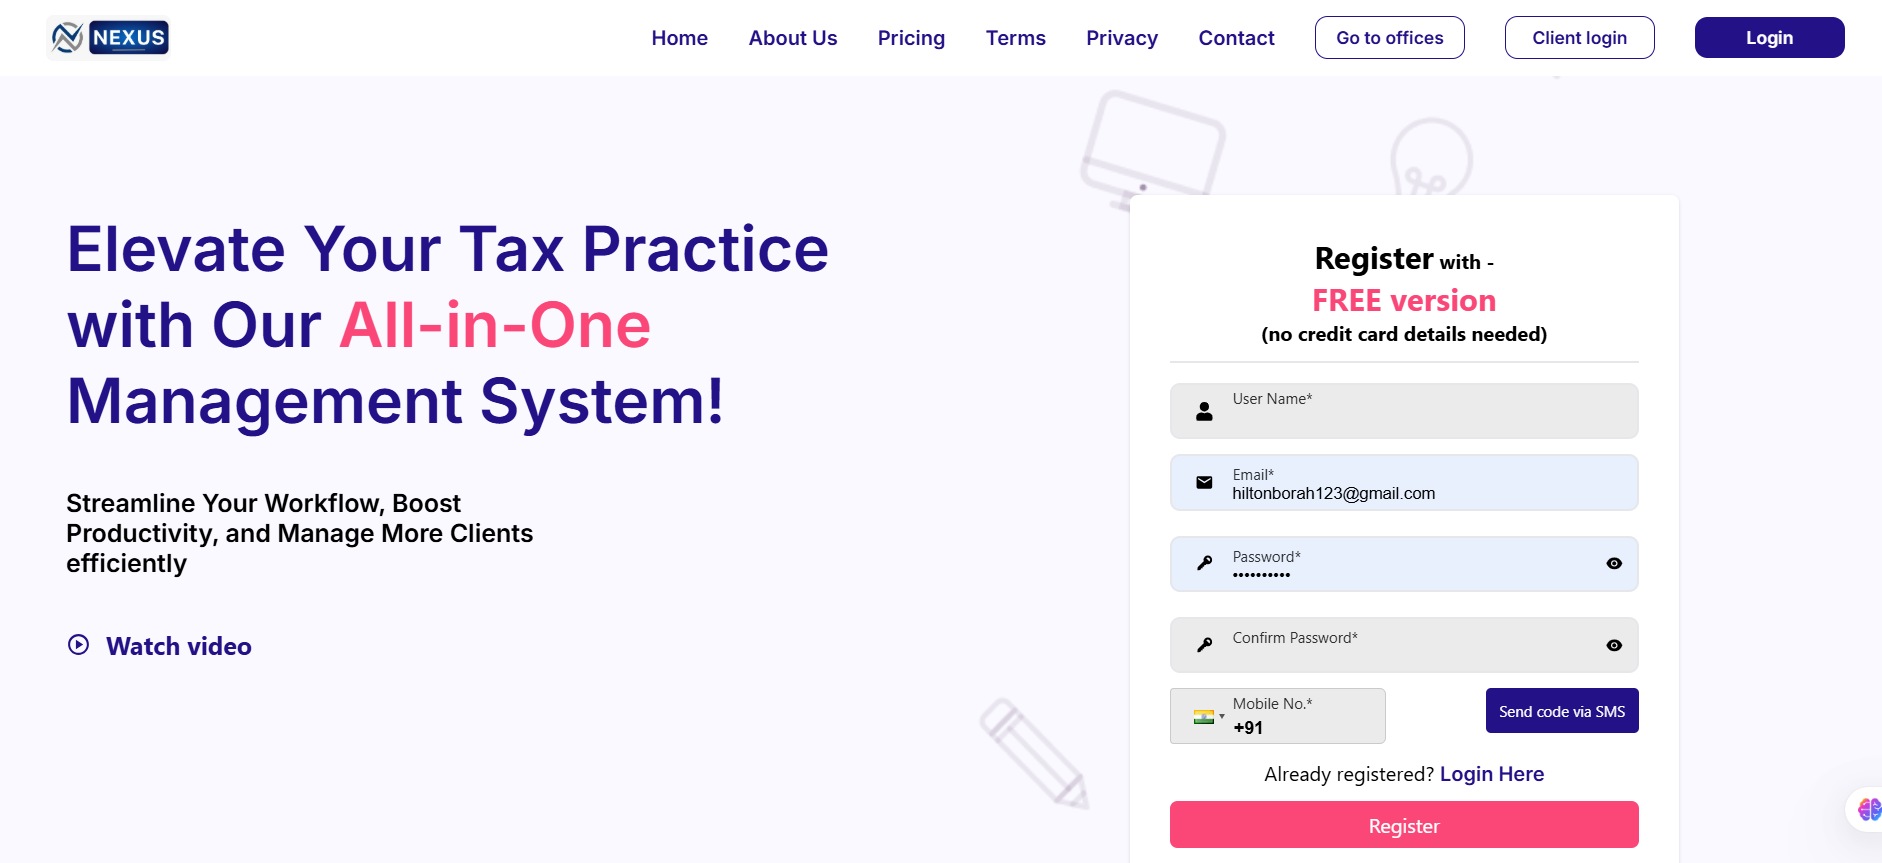 NEXUS
Home
About Us
Pricing
Terms
Privacy
Contact
Go to offices
Client login
Login
Elevate Your Tax Practice
with Our All-in-One
Management System!
Streamline Your Workflow, Boost
Productivity, and Manage More Clients
efficiently
Watch video
Register with -
FREE version
(no credit card details needed)
User Name*
Email*
hiltonborah123@gmail.com
Password*
••••••••••
Confirm Password*
Mobile No.*
+91
Send code via SMS
Already registered? Login Here
Register